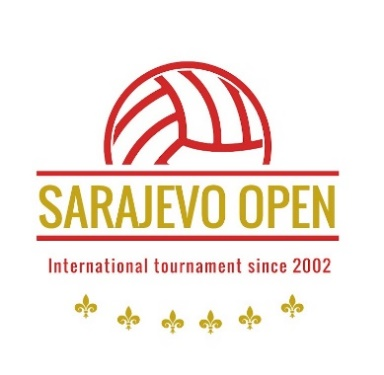 SARAJEVO OPEN
International tournament since 2002